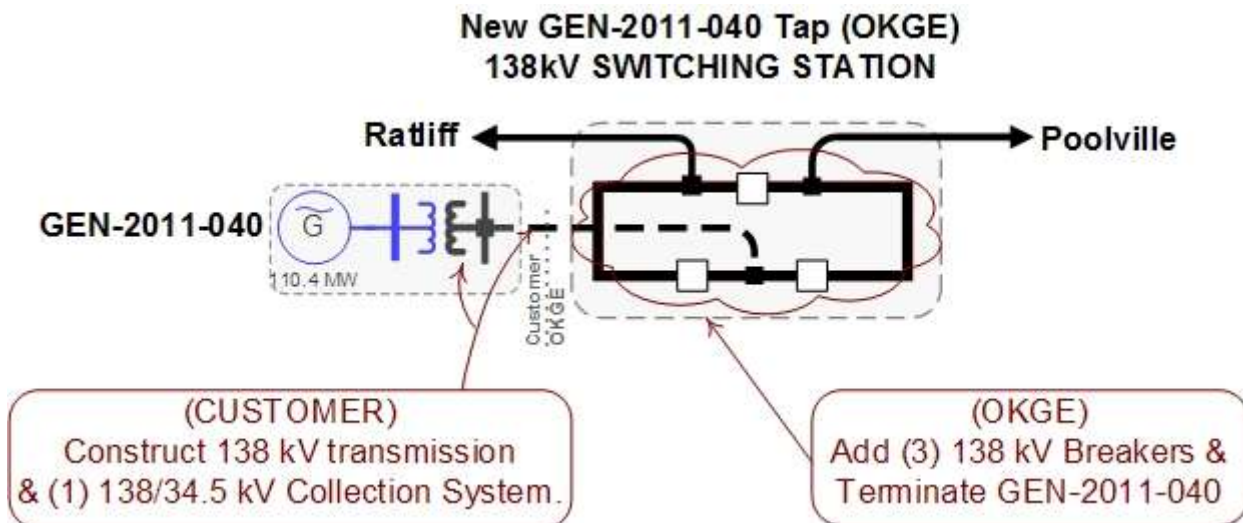 New GEN-2011-040 Tap (OKGE)
138kV SWITCHING STATION
Ratliff
Poolville
GEN-2011-040
G
110.4 MW
Customer
OKGE
(CUSTOMER)
Construct 138 kV transmission
& (1) 138/34.5 kV Collection System.
(OKGE)
Add (3) 138 kV Breakers &
Terminate GEN-2011-040